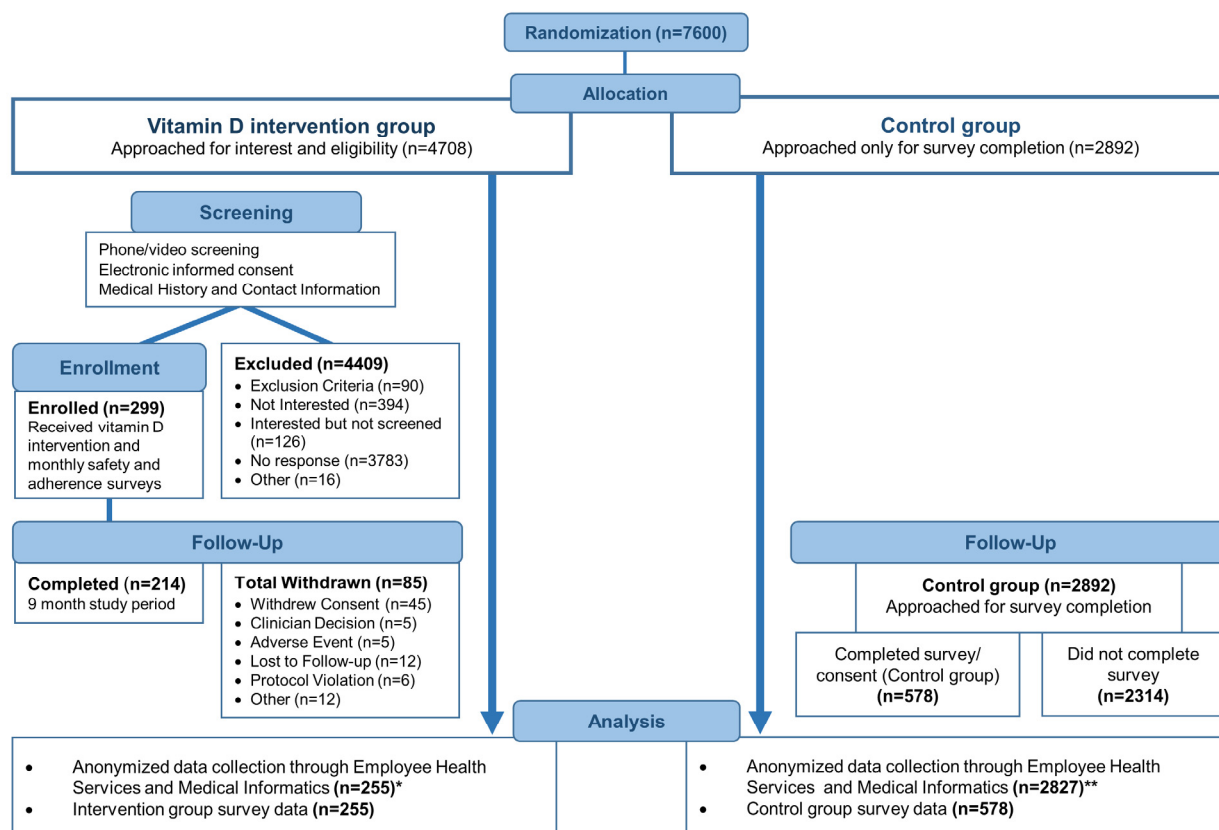 Randomization (n=7600)
Allocation
Vitamin D intervention group
Approached for interest and eligibility (n=4708)
Control group
Approached only for survey completion (n=2892)
Screening
Phone/video screening
Electronic informed consent
Medical History and Contact Information
Enrollment
Enrolled (n=299)
Received vitamin D
intervention and
monthly safety and
adherence surveys
Excluded (n=4409)
• Exclusion Criteria (n=90)
• Not Interested (n=394)
• Interested but not screened
(n=126)
• No response (n=3783)
• Other (n=16)
Follow-Up
Completed (n=214)
9 month study period
Total Withdrawn (n=85)
• Withdrew Consent (n=45)
• Clinician Decision (n=5)
• Adverse Event (n=5)
• Lost to Follow-up (n=12)
• Protocol Violation (n=6)
• Other (n=12)
Follow-Up
Control group (n=2892)
Approached for survey completion
Completed survey/
consent (Control group)
(n=578)
Did not complete
survey
(n=2314)
Analysis
• Anonymized data collection through Employee Health
Services and Medical Informatics (n=255)*
• Intervention group survey data (n=255)
• Anonymized data collection through Employee Health
Services and Medical Informatics (n=2827)**
• Control group survey data (n=578)